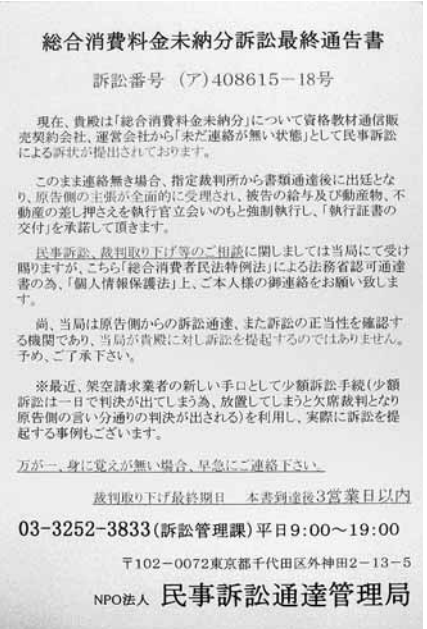 総合消費料金未納分訴訟最終通告書
訴訟番号 (ア)408615－18号
現在、貴殿は「総合消費料金未納分」について資格教材通信販
売契約会社、運営会社から「未だ連絡が無い状態」として民事訴訟
による訴状が提出されております。
このまま連絡無き場合、指定裁判所から書類通達後に出廷とな
り、原告側の主張が全面的に受理され、被告の給与及び動産物、不
動産の差し押さえを執行官立会いのもと強制執行し、「執行証書の
交付」を承諾して頂きます。
民事訴訟、裁判取り下げ等のご相談に関しましては当局にて受け
賜りますが、こちら「総合消費者民法特例法」による法務省認可通達
書の為、「個人情報保護法」上、ご本人様の御連絡をお願い致しま
す。
尚、当局は原告側からの訴訟通達、また訴訟の正当性を確認す
る機関であり、当局が貴殿に対し訴訟を提起するのではありません。
予め、ご了承下さい。
※最近、架空請求業者の新しい手口として少額訴訟手続(少額
訴訟は一日で判決が出てしまう為、放置してしまうと欠席裁判となり
原告側の言い分通りの判決が出される)を利用し、実際に訴訟を提
起する事例もございます。
万が一、身に覚えが無い場合、早急にご連絡下さい。
裁判取り下げ最終期日 本書到達後3営業日以内
03-3252-3833(訴訟管理課)平日9:00～19:00
〒102－0072東京都千代田区外神田2－13－5
NPO法人 民事訴訟通達管理局